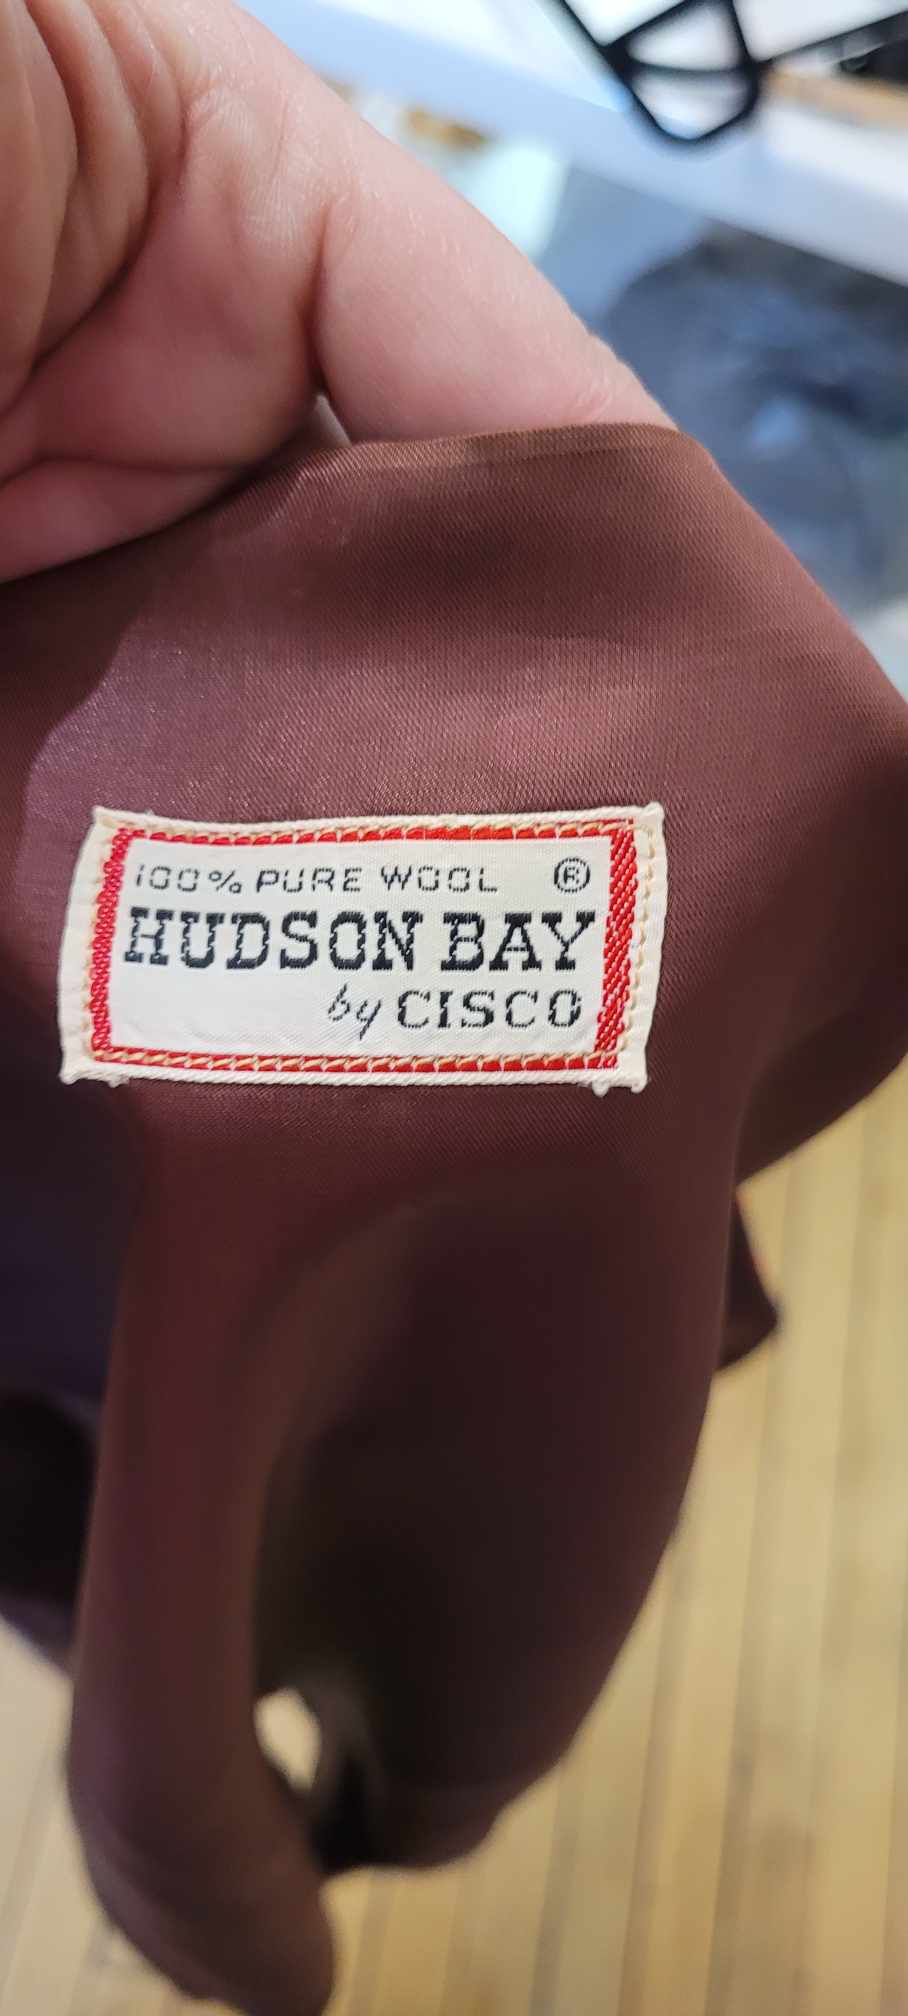 100% PURE WOOL ®
HUDSON BAY
by CISCO